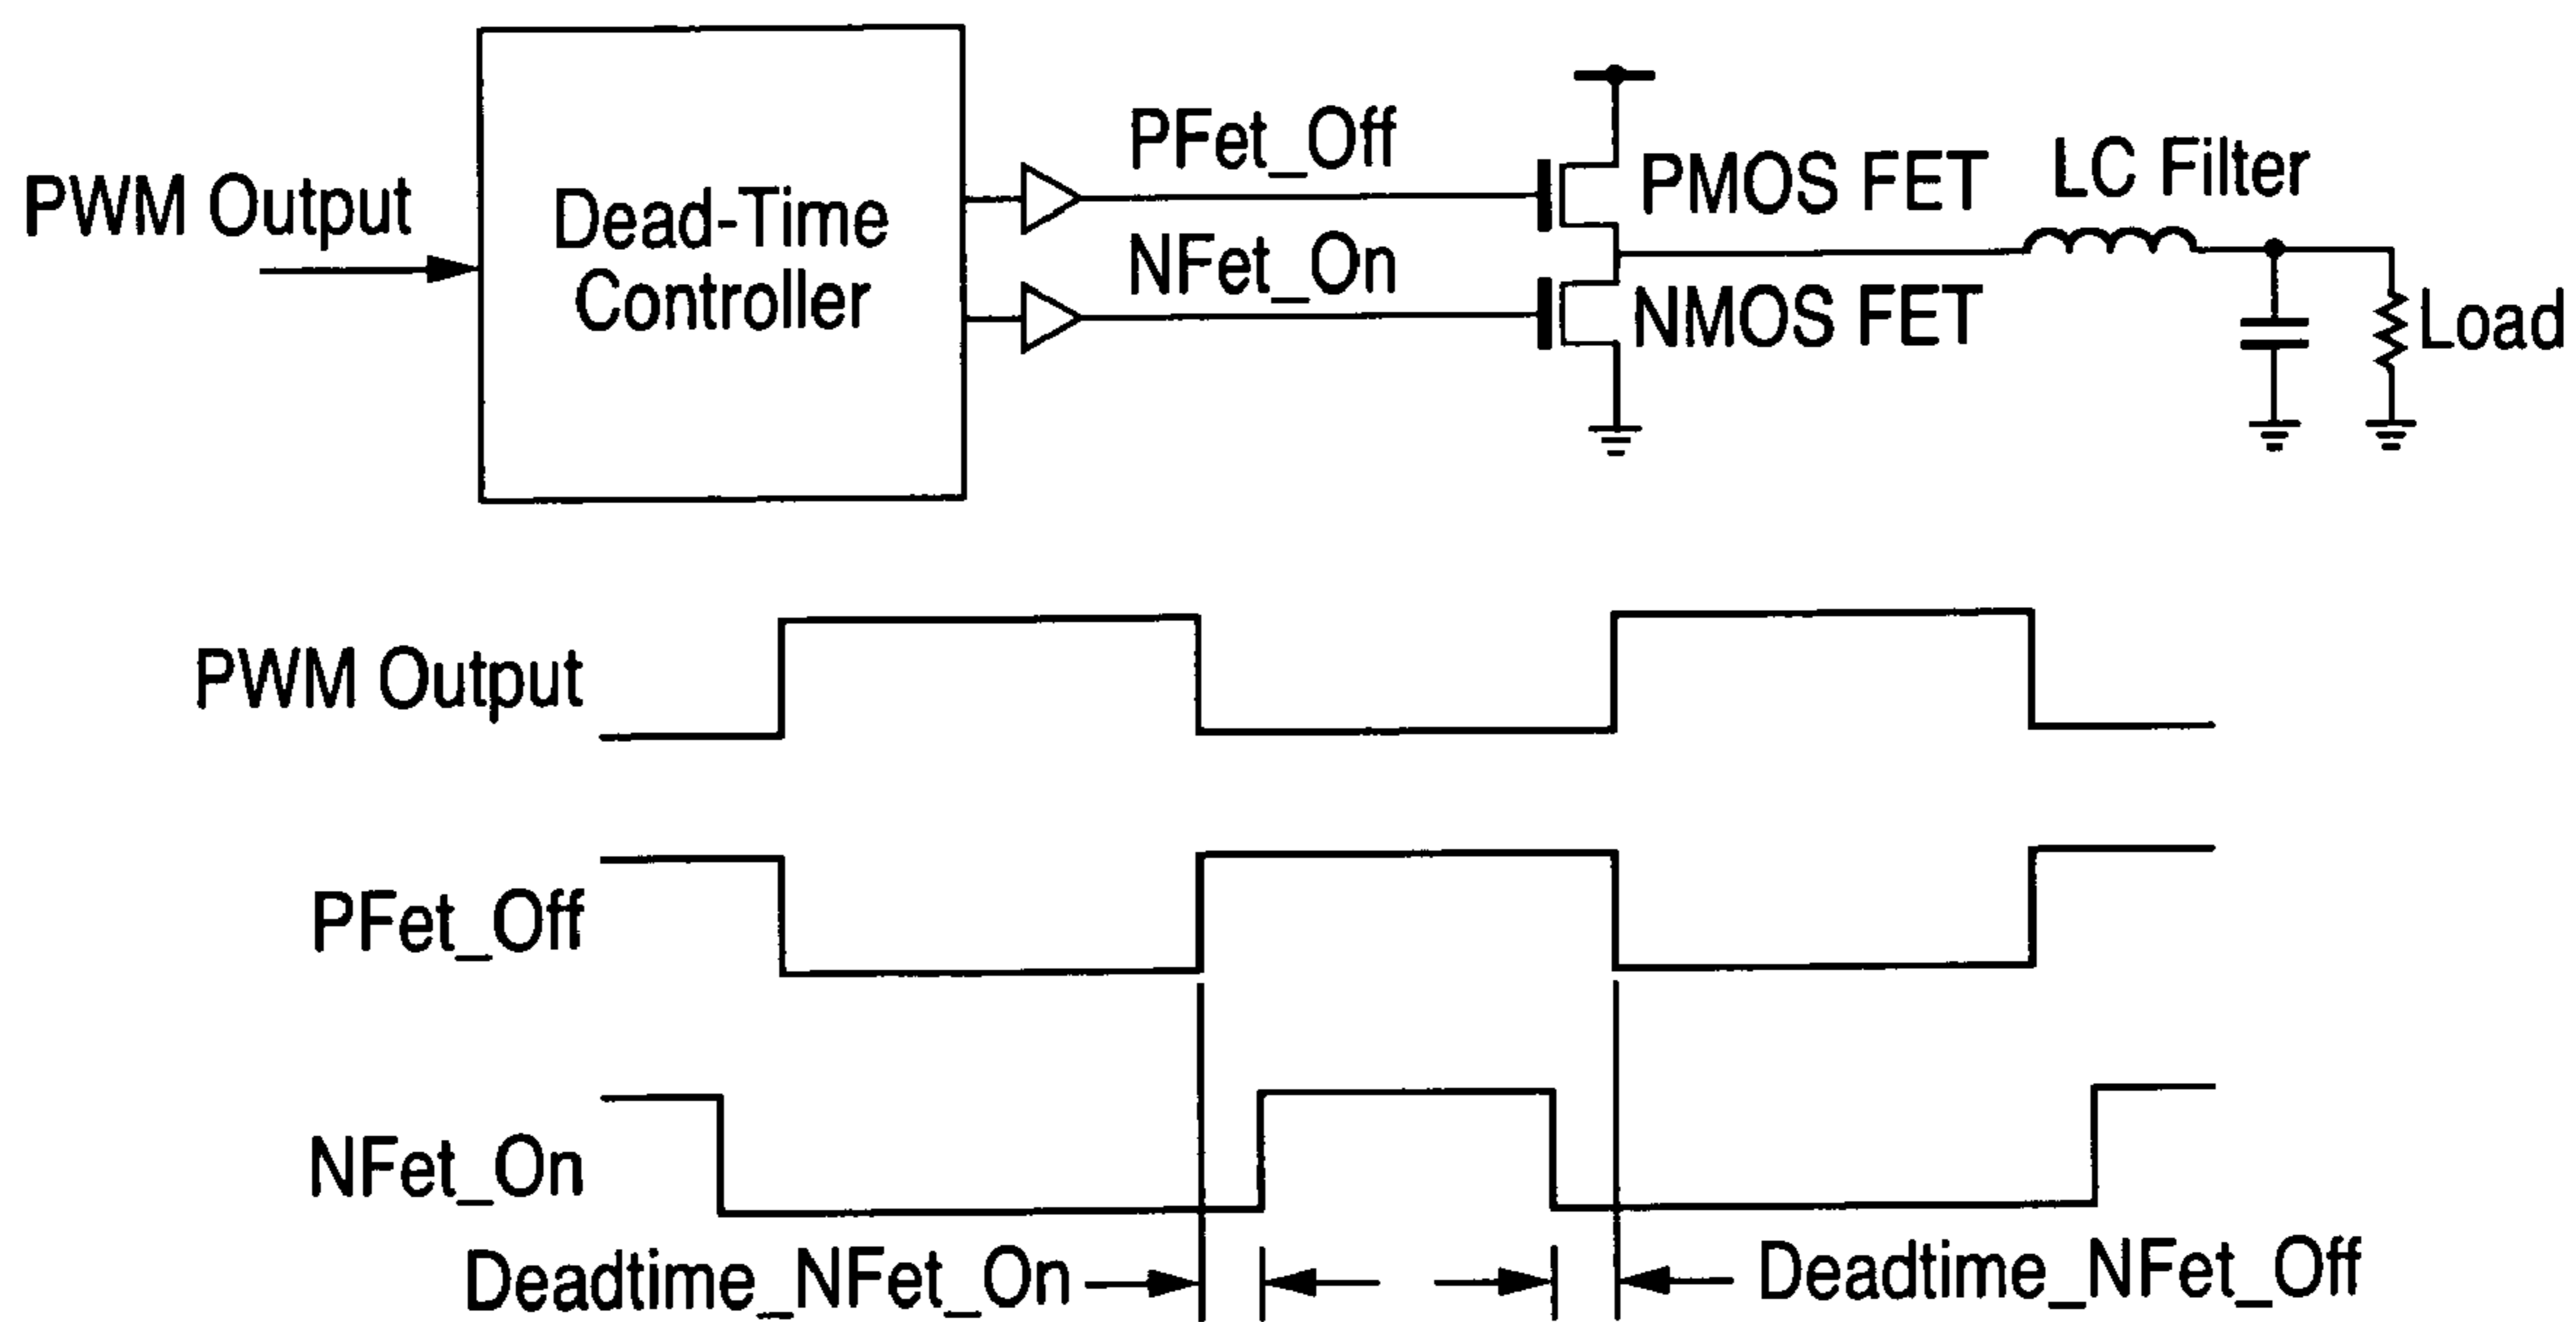 PWM Output
Dead-Time
Controller
PFet_Off
NFet_On
PMOS FET
NMOS FET
LC Filter
Load
PWM Output
PFet_Off
NFet_On
Deadtime_NFet_On
Deadtime_NFet_Off